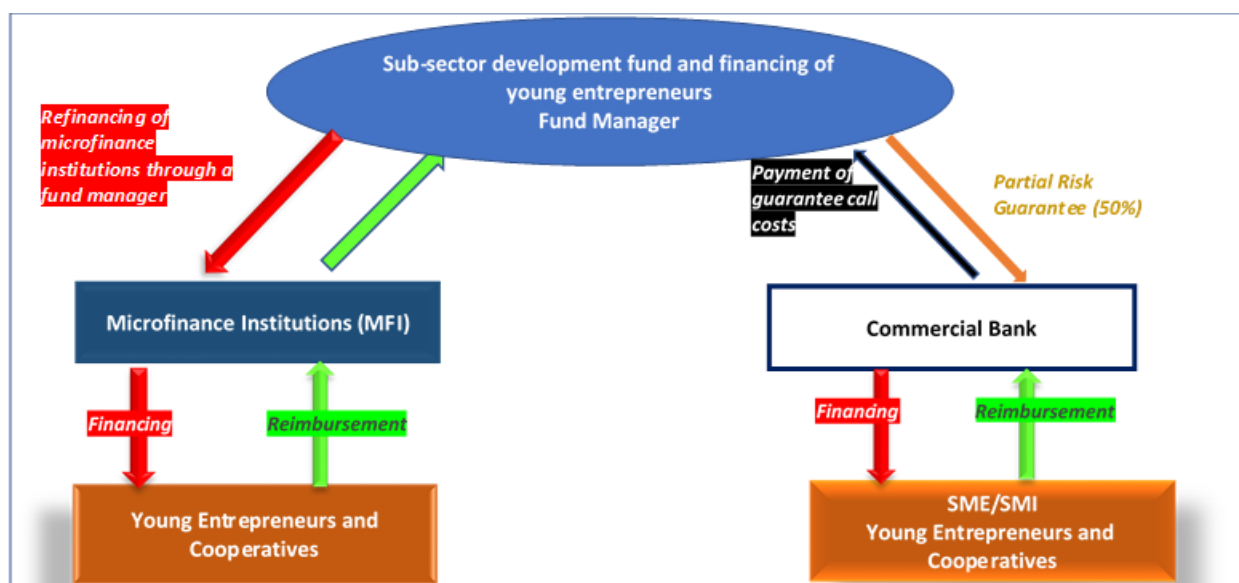 Sub-sector development fund and financing of
young entrepreneurs
Fund Manager
Refinancing of
microfinance
institutions through a
fund manager
Payment of
guarantee call
costs
Partial Risk
Guarantee (50%)
Microfinance Institutions (MFI)
Commercial Bank
Financing
Reimbursement
Financing
Reimbursement
Young Entrepreneurs and
Cooperatives
SME/SMI
Young Entrepreneurs and
Cooperatives